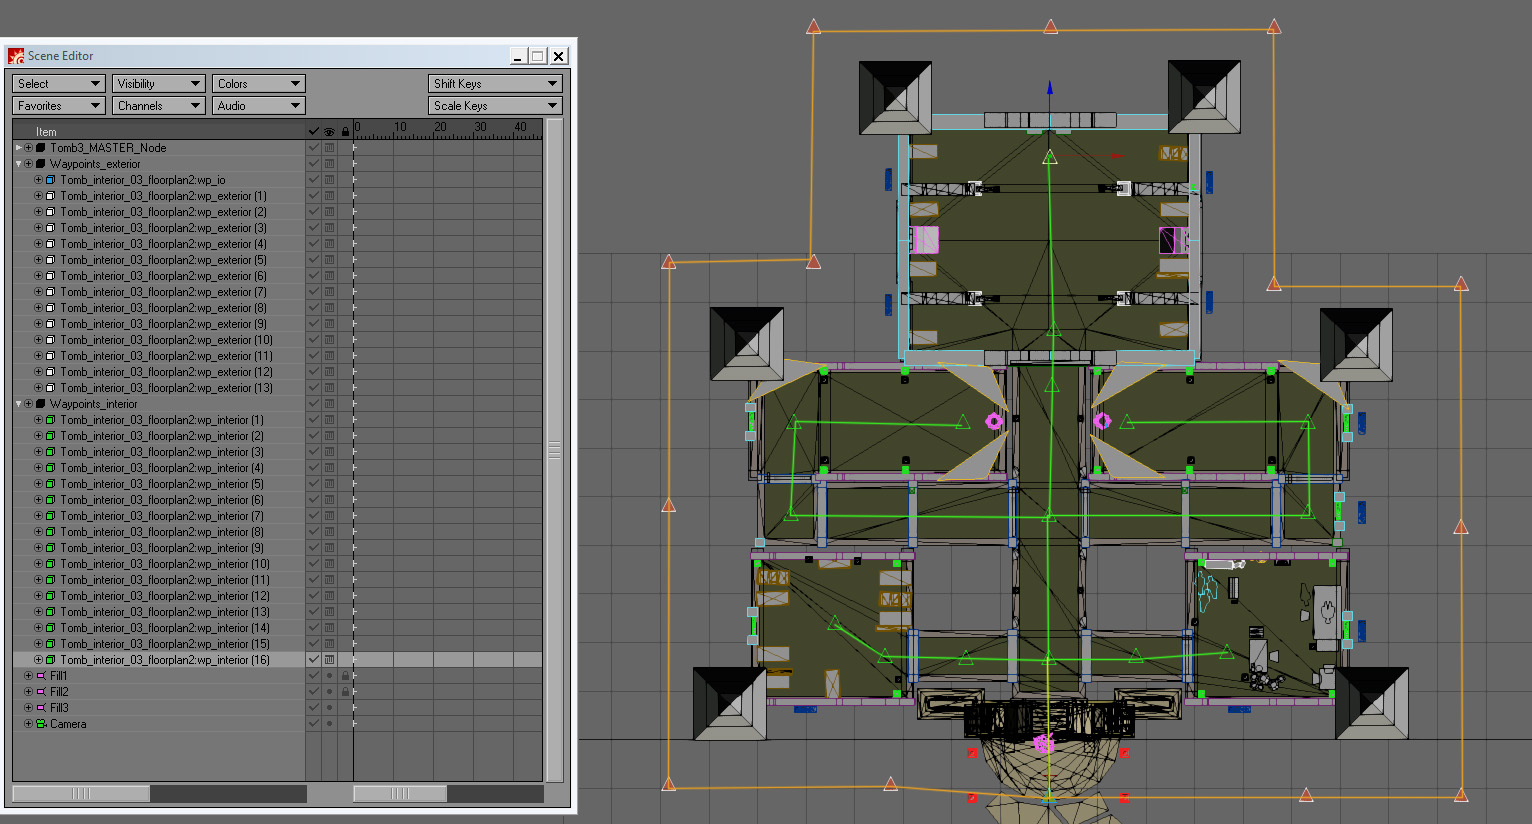 Scene Editor
Select Visibility Colors Shift Keys
Favorites Channels Audio Scale Keys
Item 0 10 20 30 40
Tomb3_MASTER_Node
Waypoints_exterior
Tomb_interior_03_floorplan2:wp_io
Tomb_interior_03_floorplan2:wp_exterior (1)
Tomb_interior_03_floorplan2:wp_exterior (2)
Tomb_interior_03_floorplan2:wp_exterior (3)
Tomb_interior_03_floorplan2:wp_exterior (4)
Tomb_interior_03_floorplan2:wp_exterior (5)
Tomb_interior_03_floorplan2:wp_exterior (6)
Tomb_interior_03_floorplan2:wp_exterior (7)
Tomb_interior_03_floorplan2:wp_exterior (8)
Tomb_interior_03_floorplan2:wp_exterior (9)
Tomb_interior_03_floorplan2:wp_exterior (10)
Tomb_interior_03_floorplan2:wp_exterior (11)
Tomb_interior_03_floorplan2:wp_exterior (12)
Tomb_interior_03_floorplan2:wp_exterior (13)
Waypoints_interior
Tomb_interior_03_floorplan2:wp_interior (1)
Tomb_interior_03_floorplan2:wp_interior (2)
Tomb_interior_03_floorplan2:wp_interior (3)
Tomb_interior_03_floorplan2:wp_interior (4)
Tomb_interior_03_floorplan2:wp_interior (5)
Tomb_interior_03_floorplan2:wp_interior (6)
Tomb_interior_03_floorplan2:wp_interior (7)
Tomb_interior_03_floorplan2:wp_interior (8)
Tomb_interior_03_floorplan2:wp_interior (9)
Tomb_interior_03_floorplan2:wp_interior (10)
Tomb_interior_03_floorplan2:wp_interior (11)
Tomb_interior_03_floorplan2:wp_interior (12)
Tomb_interior_03_floorplan2:wp_interior (13)
Tomb_interior_03_floorplan2:wp_interior (14)
Tomb_interior_03_floorplan2:wp_interior (15)
Tomb_interior_03_floorplan2:wp_interior (16)
Fill1
Fill2
Fill3
Camera